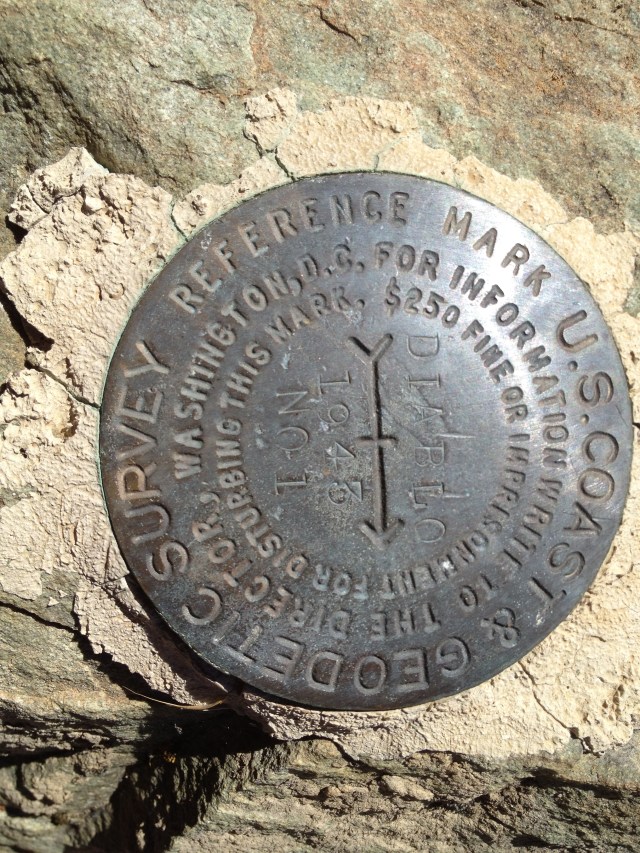 U.S. COAST & GEODETIC SURVEY
REFERENCE MARK
FOR INFORMATION WRITE TO THE DIRECTOR, WASHINGTON, D.C.
$250 FINE OR IMPRISONMENT FOR DISTURBING THIS MARK.
DIABLO
1943
NO.1